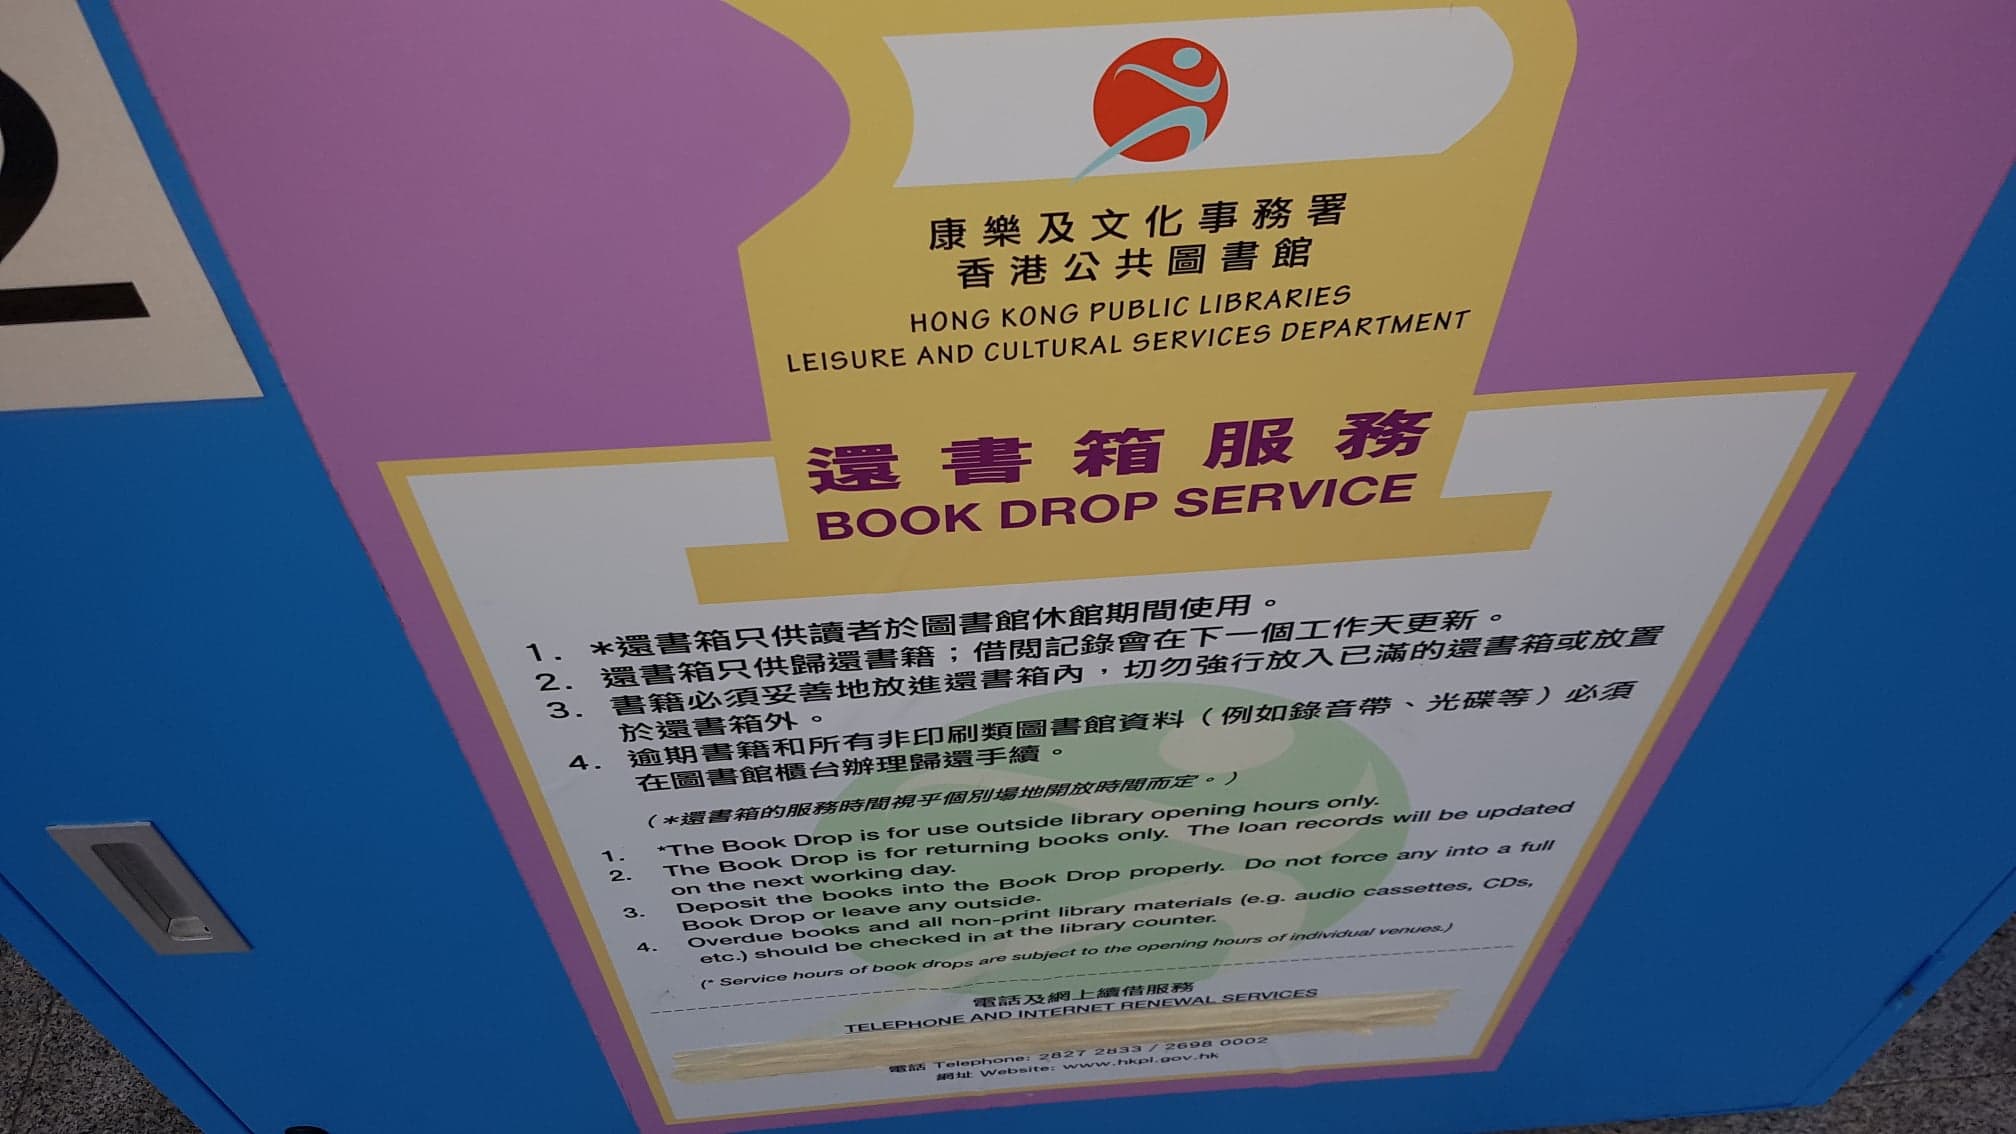 2
康樂及文化事務署
香港公共圖書館
HONG KONG PUBLIC LIBRARIES
LEISURE AND CULTURAL SERVICES DEPARTMENT
還書箱服務
BOOK DROP SERVICE
1. *還書箱只供讀者於圖書館休館期間使用。
2. 還書箱只供歸還書籍；借閱記錄會在下一個工作天更新。
3. 書籍必須妥善地放進還書箱內，切勿強行放入已滿的還書箱或放置
於還書箱外。
4. 逾期書籍和所有非印刷類圖書館資料（例如錄音帶、光碟等）必須
在圖書館櫃台辦理歸還手續。
（*還書箱的服務時間視乎個別場地開放時間而定。）
1. *The Book Drop is for use outside library opening hours only.
2. The Book Drop is for returning books only. The loan records will be updated
on the next working day.
3. Deposit the books into the Book Drop properly. Do not force any into a full
Book Drop or leave any outside.
4. Overdue books and all non-print library materials (e.g. audio cassettes, CDs,
etc.) should be checked in at the library counter.
(* Service hours of book drops are subject to the opening hours of individual venues.)
電話及網上續借服務
TELEPHONE AND INTERNET RENEWAL SERVICES
電話 Telephone: 2827 2833 / 2698 0002
網址 Website: www.hkpl.gov.hk